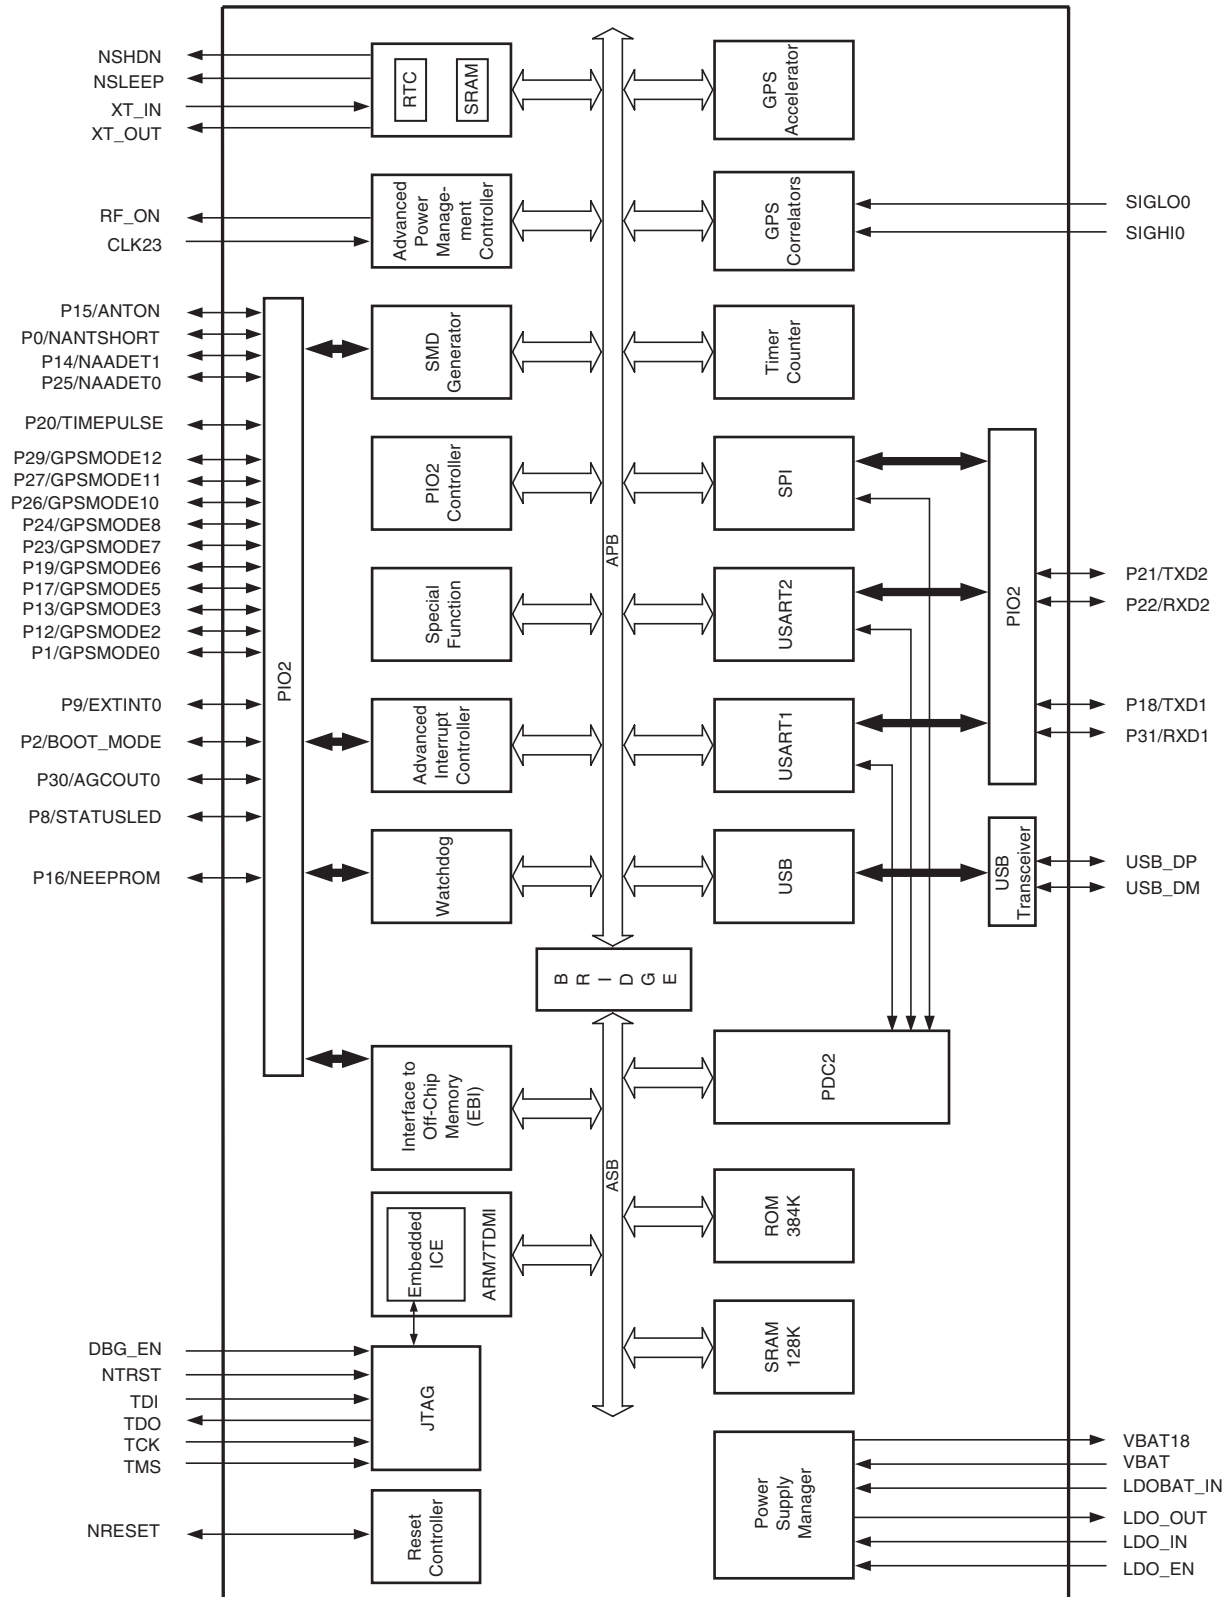 NSHDN
NSLEEP
XT_IN
XT_OUT
RTC
SRAM
GPS
Accelerator
RF_ON
CLK23
Advanced
Power
Manage-
ment
Controller
GPS
Correlators
SIGLO0
SIGHI0
P15/ANTON
P0/NANTSHORT
P14/NAADET1
P25/NAADET0
P20/TIMEPULSE
P29/GPSMODE12
P27/GPSMODE11
P26/GPSMODE10
P24/GPSMODE8
P23/GPSMODE7
P19/GPSMODE6
P17/GPSMODE5
P13/GPSMODE3
P12/GPSMODE2
P1/GPSMODE0
P9/EXTINT0
P2/BOOT_MODE
P30/AGCOUT0
P8/STATUSLED
P16/NEEPROM
PIO2
SMD
Generator
Timer
Counter
PIO2
Controller
APB
SPI
Special
Function
USART2
PIO2
P21/TXD2
P22/RXD2
Advanced
Interrupt
Controller
USART1
P18/TXD1
P31/RXD1
Watchdog
USB
USB
Transceiver
USB_DP
USB_DM
B R I D G E
Interface to
Off-Chip
Memory
(EBI)
PDC2
ASB
Embedded
ICE
ARM7TDMI
ROM
384K
SRAM
128K
DBG_EN
NTRST
TDI
TDO
TCK
TMS
JTAG
NRESET
Reset
Controller
Power
Supply
Manager
VBAT18
VBAT
LDOBAT_IN
LDO_OUT
LDO_IN
LDO_EN